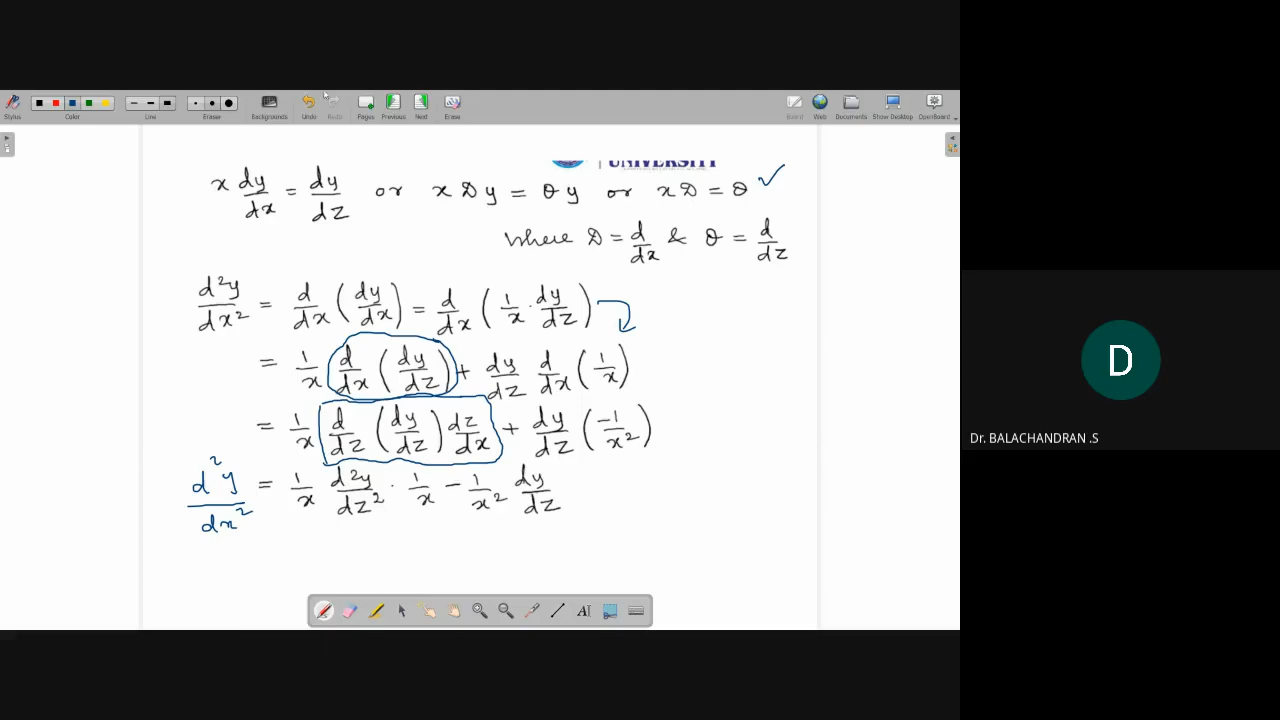 Stylus Color Line Eraser Backgrounds Undo Redo Pages Previous Next Erase Board Web Documents Show Desktop OpenBoard
UNIVERSITY
x dy/dx = dy/dz or x D y = θ y or x D = θ ✓
where D = d/dx & θ = d/dz
d²y/dx² = d/dx (dy/dx) = d/dx (1/x · dy/dz)
= 1/x d/dx (dy/dz) + dy/dz d/dx (1/x)
= 1/x d/dz (dy/dz) dz/dx + dy/dz (-1/x²)
d²y/dx² = 1/x d²y/dz² · 1/x - 1/x² dy/dz
AI
D
Dr. BALACHANDRAN .S